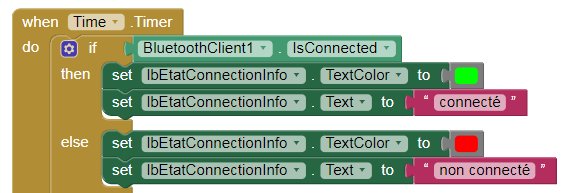 when Time .Timer
do if BluetoothClient1 . IsConnected
then set lbEtatConnectionInfo . TextColor to
set lbEtatConnectionInfo . Text to “ connecté ”
else set lbEtatConnectionInfo . TextColor to
set lbEtatConnectionInfo . Text to “ non connecté ”